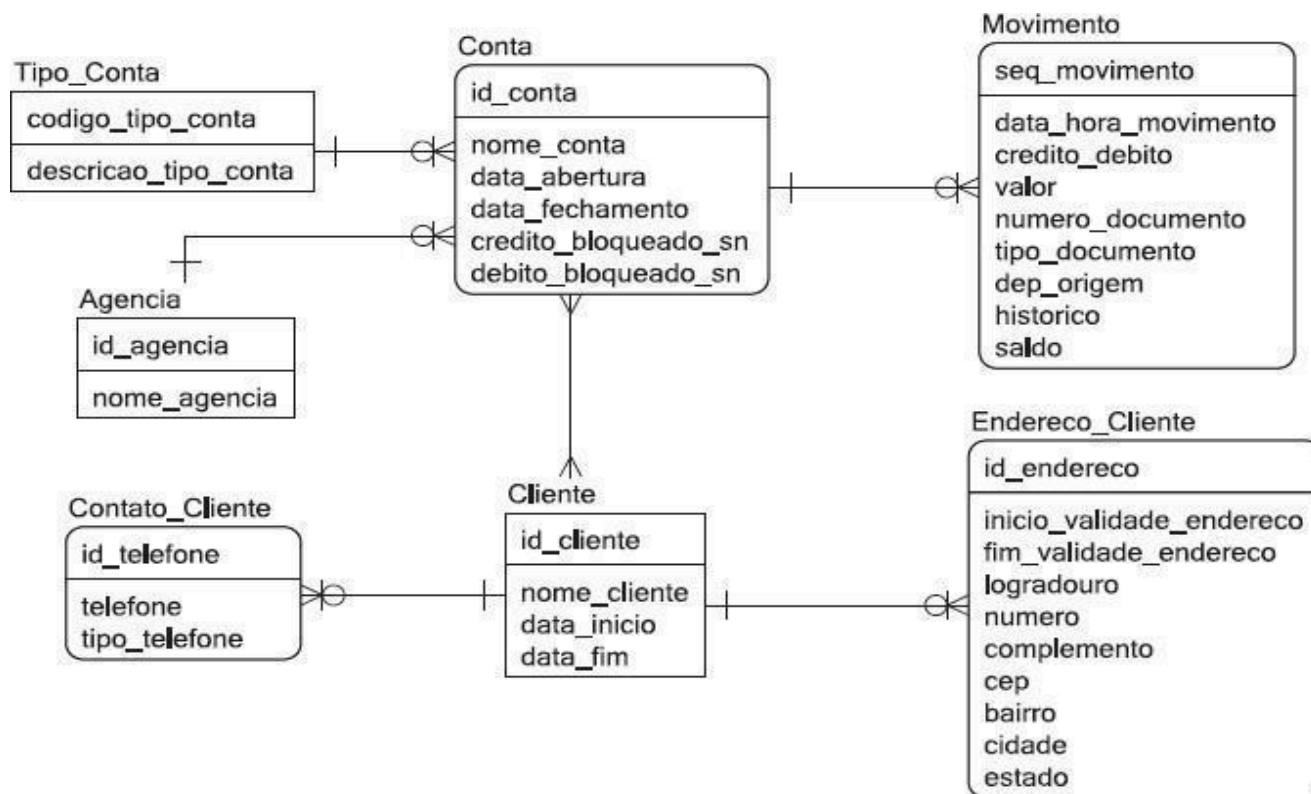 Tipo_Conta
codigo_tipo_conta
descricao_tipo_conta
Conta
id_conta
nome_conta
data_abertura
data_fechamento
credito_bloqueado_sn
debito_bloqueado_sn
Movimento
seq_movimento
data_hora_movimento
credito_debito
valor
numero_documento
tipo_documento
dep_origem
historico
saldo
Agencia
id_agencia
nome_agencia
Contato_Cliente
id_telefone
telefone
tipo_telefone
Cliente
id_cliente
nome_cliente
data_inicio
data_fim
Endereco_Cliente
id_endereco
inicio_validade_endereco
fim_validade_endereco
logradouro
numero
complemento
cep
bairro
cidade
estado